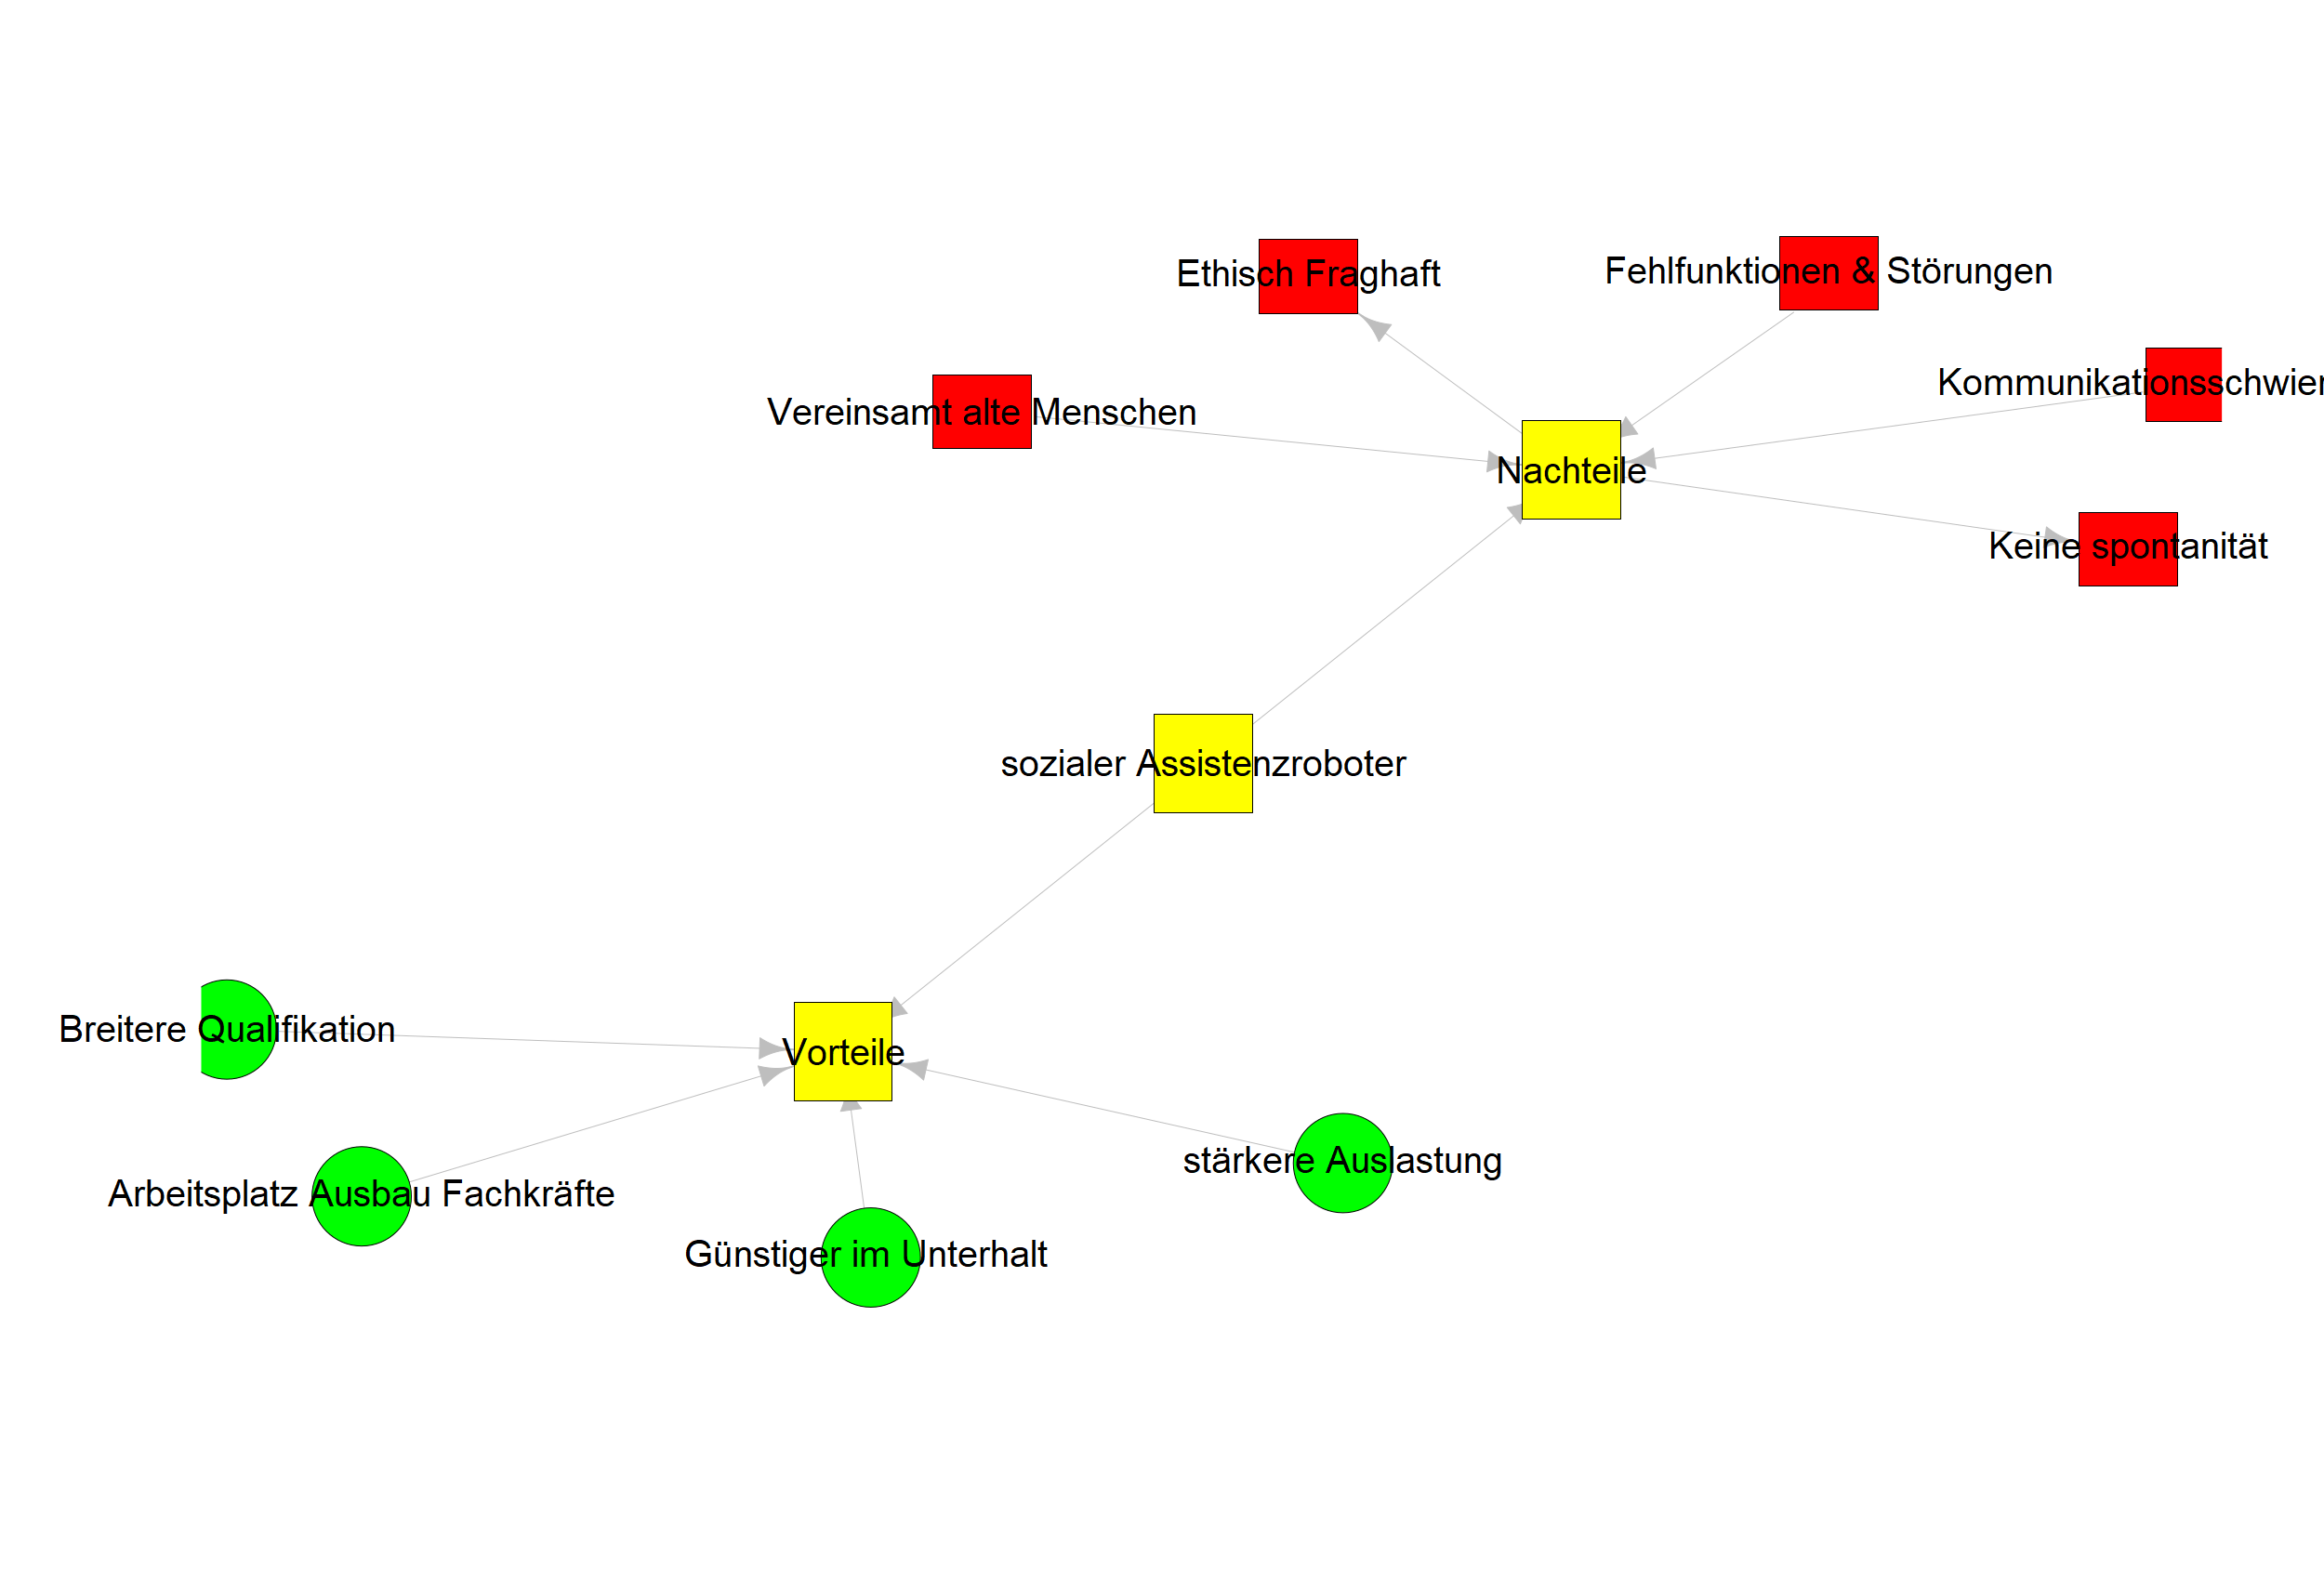 Fehlfunktionen & Störungen
Ethisch Fraghaft
Kommunikationsschwier
Vereinsamt alte Menschen
Nachteile
Keine spontanität
sozialer Assistenzroboter
Breitere Qualifikation
Vorteile
stärkere Auslastung
Arbeitsplatz Ausbau Fachkräfte
Günstiger im Unterhalt